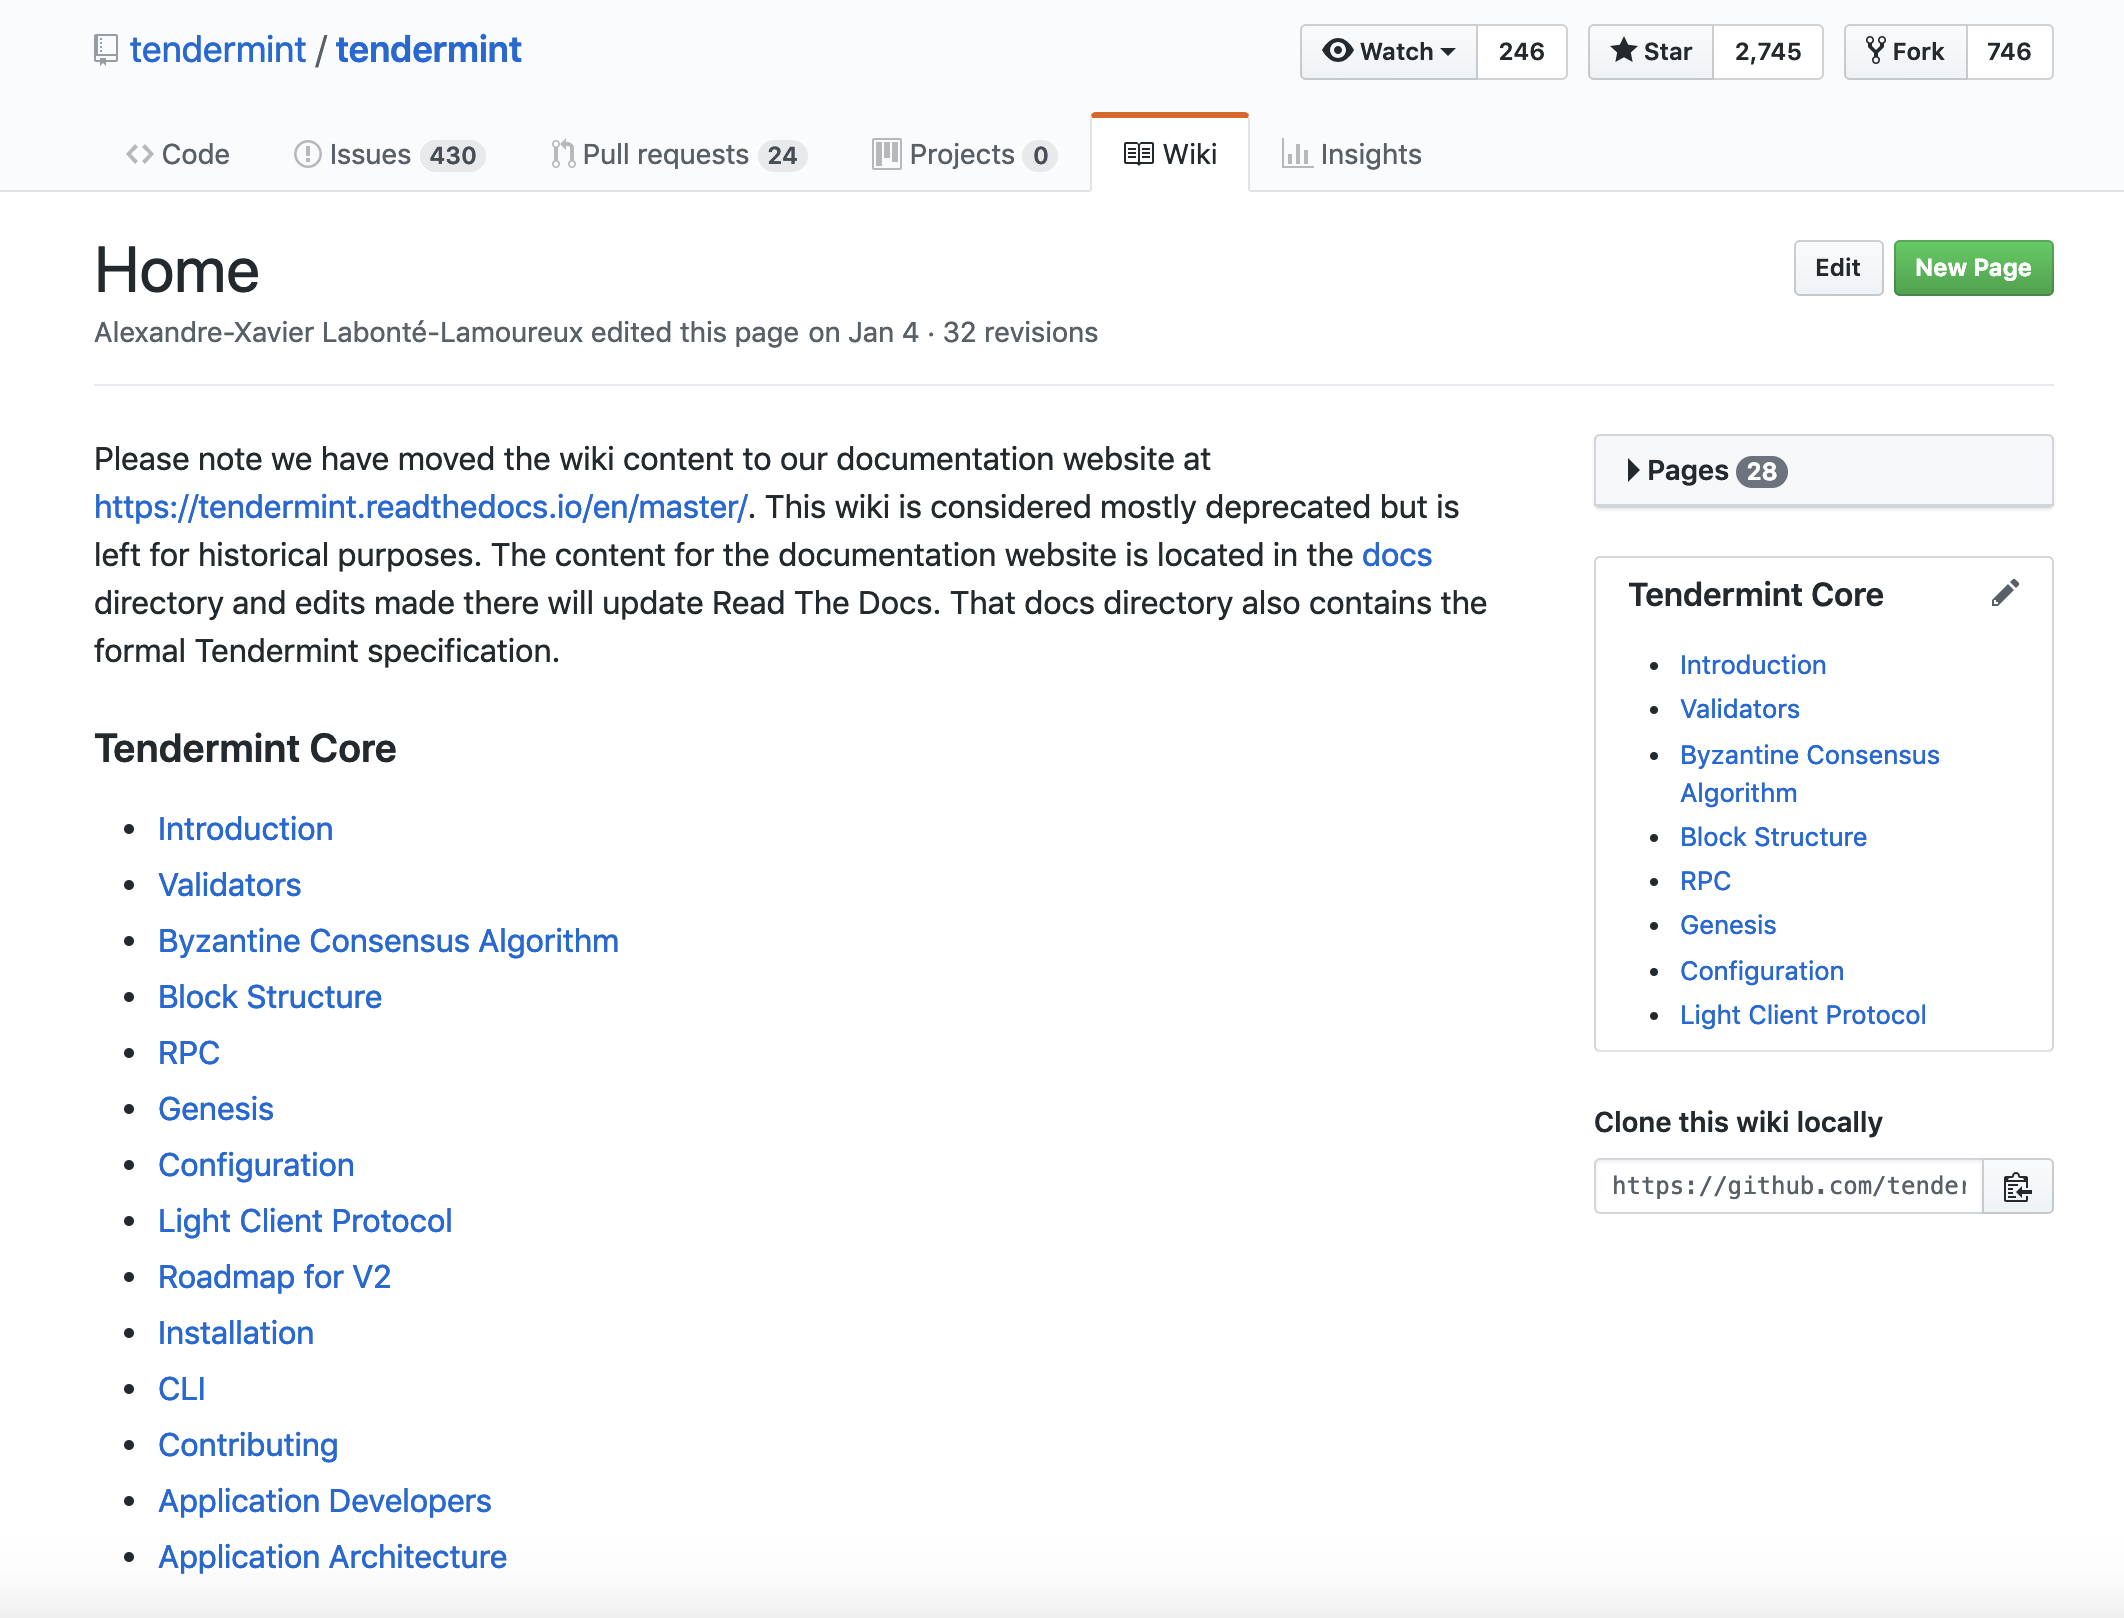 tendermint / tendermint
Watch 246
Star 2,745
Fork 746
Code
Issues 430
Pull requests 24
Projects 0
Wiki
Insights
Home
Edit
New Page
Alexandre-Xavier Labonté-Lamoureux edited this page on Jan 4 · 32 revisions
Please note we have moved the wiki content to our documentation website at
https://tendermint.readthedocs.io/en/master/. This wiki is considered mostly deprecated but is
left for historical purposes. The content for the documentation website is located in the docs
directory and edits made there will update Read The Docs. That docs directory also contains the
formal Tendermint specification.
Tendermint Core
Introduction
Validators
Byzantine Consensus Algorithm
Block Structure
RPC
Genesis
Configuration
Light Client Protocol
Roadmap for V2
Installation
CLI
Contributing
Application Developers
Application Architecture
Pages 28
Tendermint Core
Introduction
Validators
Byzantine Consensus
Algorithm
Block Structure
RPC
Genesis
Configuration
Light Client Protocol
Clone this wiki locally
https://github.com/tender